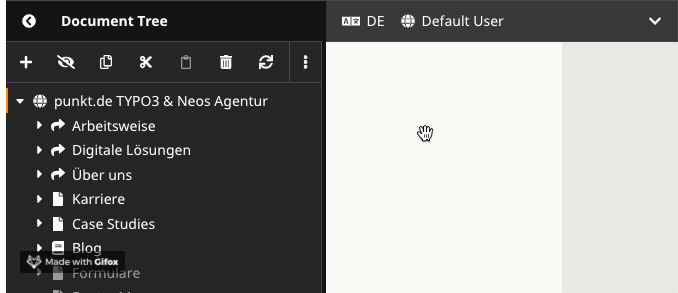 Document Tree
DE Default User
punkt.de TYPO3 & Neos Agentur
Arbeitsweise
Digitale Lösungen
Über uns
Karriere
Case Studies
Blog
Made with Gifox
Formulare